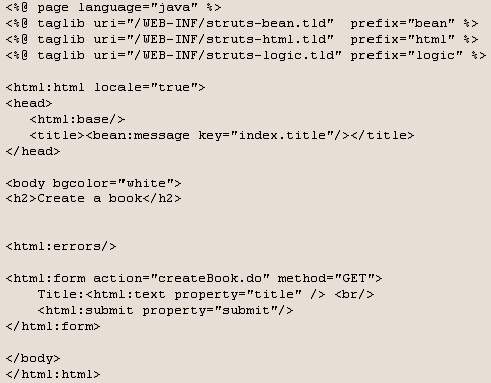 <%@ page language="java" %>
<%@ taglib uri="/WEB-INF/struts-bean.tld"  prefix="bean" %>
<%@ taglib uri="/WEB-INF/struts-html.tld"  prefix="html" %>
<%@ taglib uri="/WEB-INF/struts-logic.tld" prefix="logic" %>

<html:html locale="true">
<head>
   <html:base/>
   <title><bean:message key="index.title"/></title>
</head>

<body bgcolor="white">
<h2>Create a book</h2>


<html:errors/>

<html:form action="createBook.do" method="GET">
    Title:<html:text property="title" /> <br/>
    <html:submit property="submit"/>
</html:form>

</body>
</html:html>